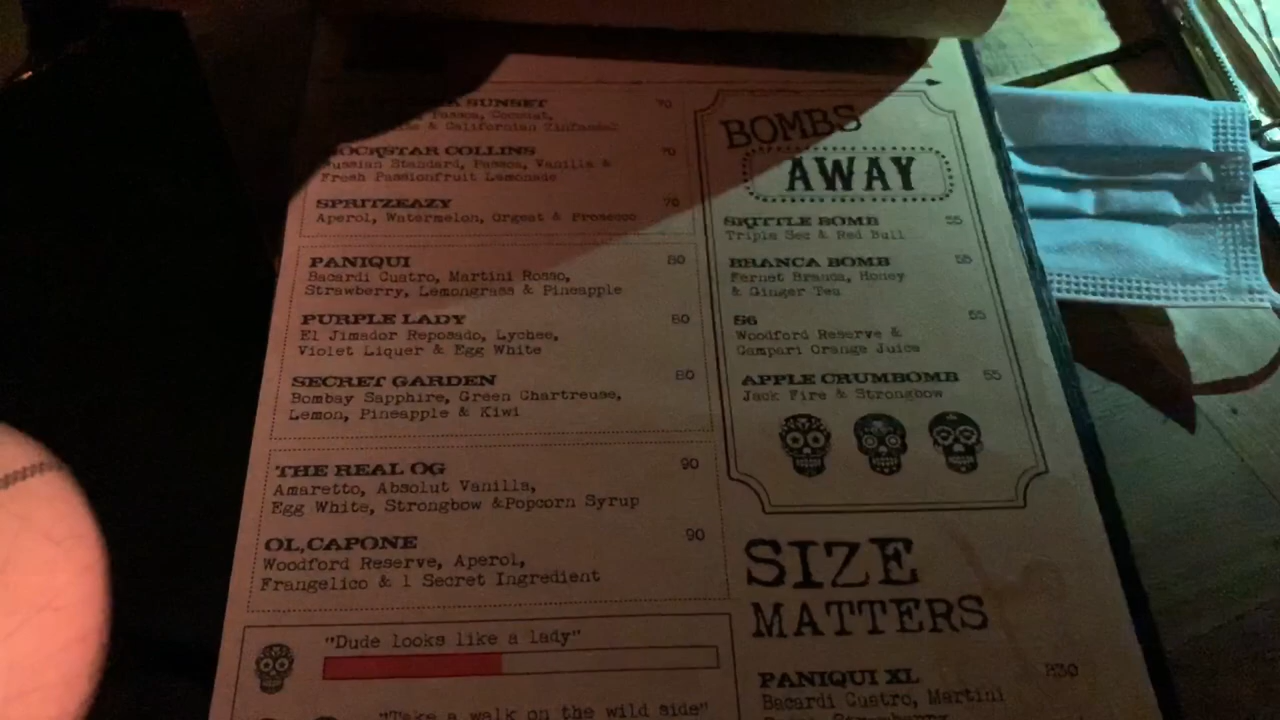 SUNSET 70
Passoa, Coconut,
& Californian Zinfandel
ROCKSTAR COLLINS 70
Russian Standard, Passoa, Vanilla &
Fresh Passionfruit Lemonade
SPRITZEAZY 70
Aperol, Watermelon, Orgeat & Prosecco
PANIQUI 80
Bacardi Cuatro, Martini Rosso,
Strawberry, Lemongrass & Pineapple
PURPLE LADY 80
El Jimador Reposado, Lychee,
Violet Liquer & Egg White
SECRET GARDEN 80
Bombay Sapphire, Green Chartreuse,
Lemon, Pineapple & Kiwi
THE REAL OG 90
Amaretto, Absolut Vanilla,
Egg White, Strongbow &Popcorn Syrup
OL,CAPONE 90
Woodford Reserve, Aperol,
Frangelico & 1 Secret Ingredient
"Dude looks like a lady"
"Take a walk on the wild side"
BOMBS
AWAY
SKITTLE BOMB 55
Triple Sec & Red Bull
BRANCA BOMB 55
Fernet Branca, Honey
& Ginger Tea
56 55
Woodford Reserve &
Campari Orange Juice
APPLE CRUMBOMB 55
Jack Fire & Strongbow
SIZE
MATTERS
PANIQUI XL 830
Bacardi Cuatro, Martini
Strawberry